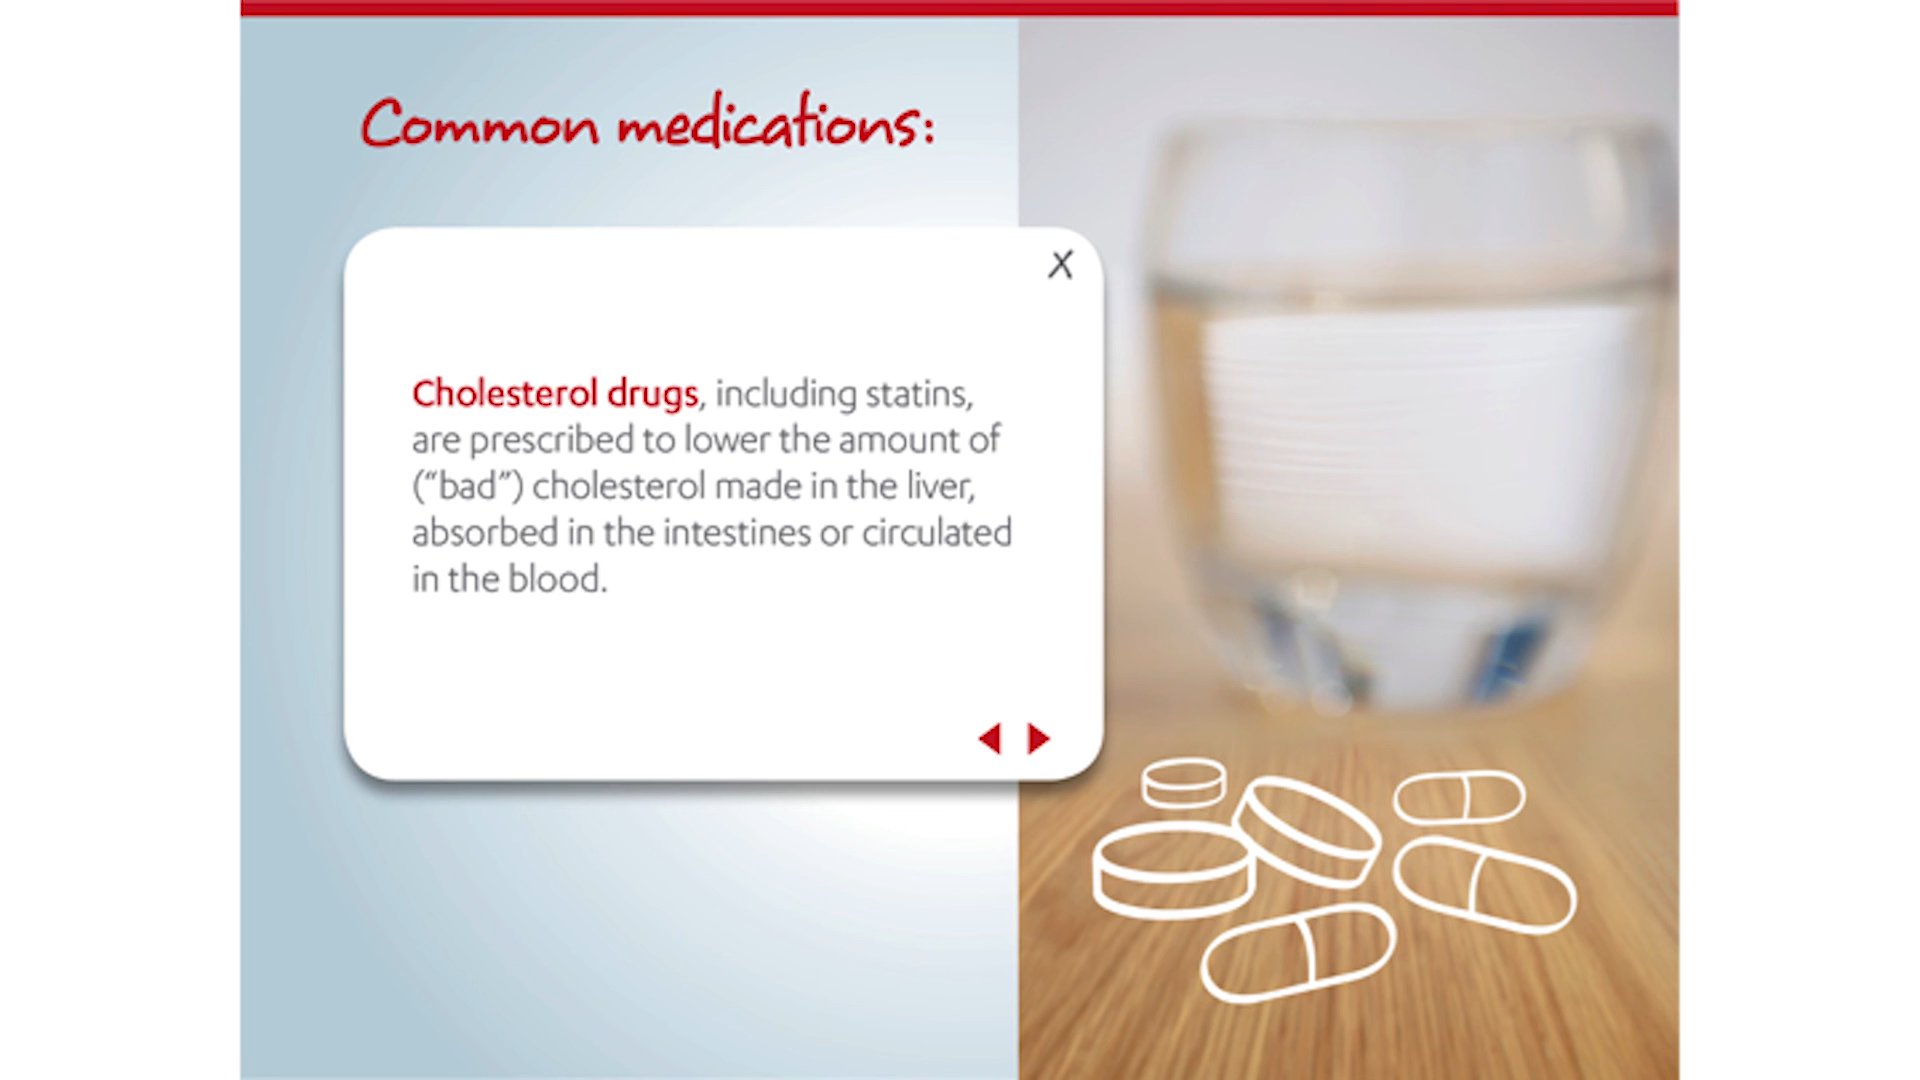 Common medications:
X
Cholesterol drugs, including statins,
are prescribed to lower the amount of
(“bad”) cholesterol made in the liver,
absorbed in the intestines or circulated
in the blood.